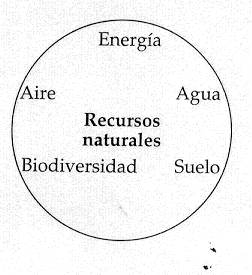 Energía
Aire
Agua
Recursos
naturales
Biodiversidad
Suelo